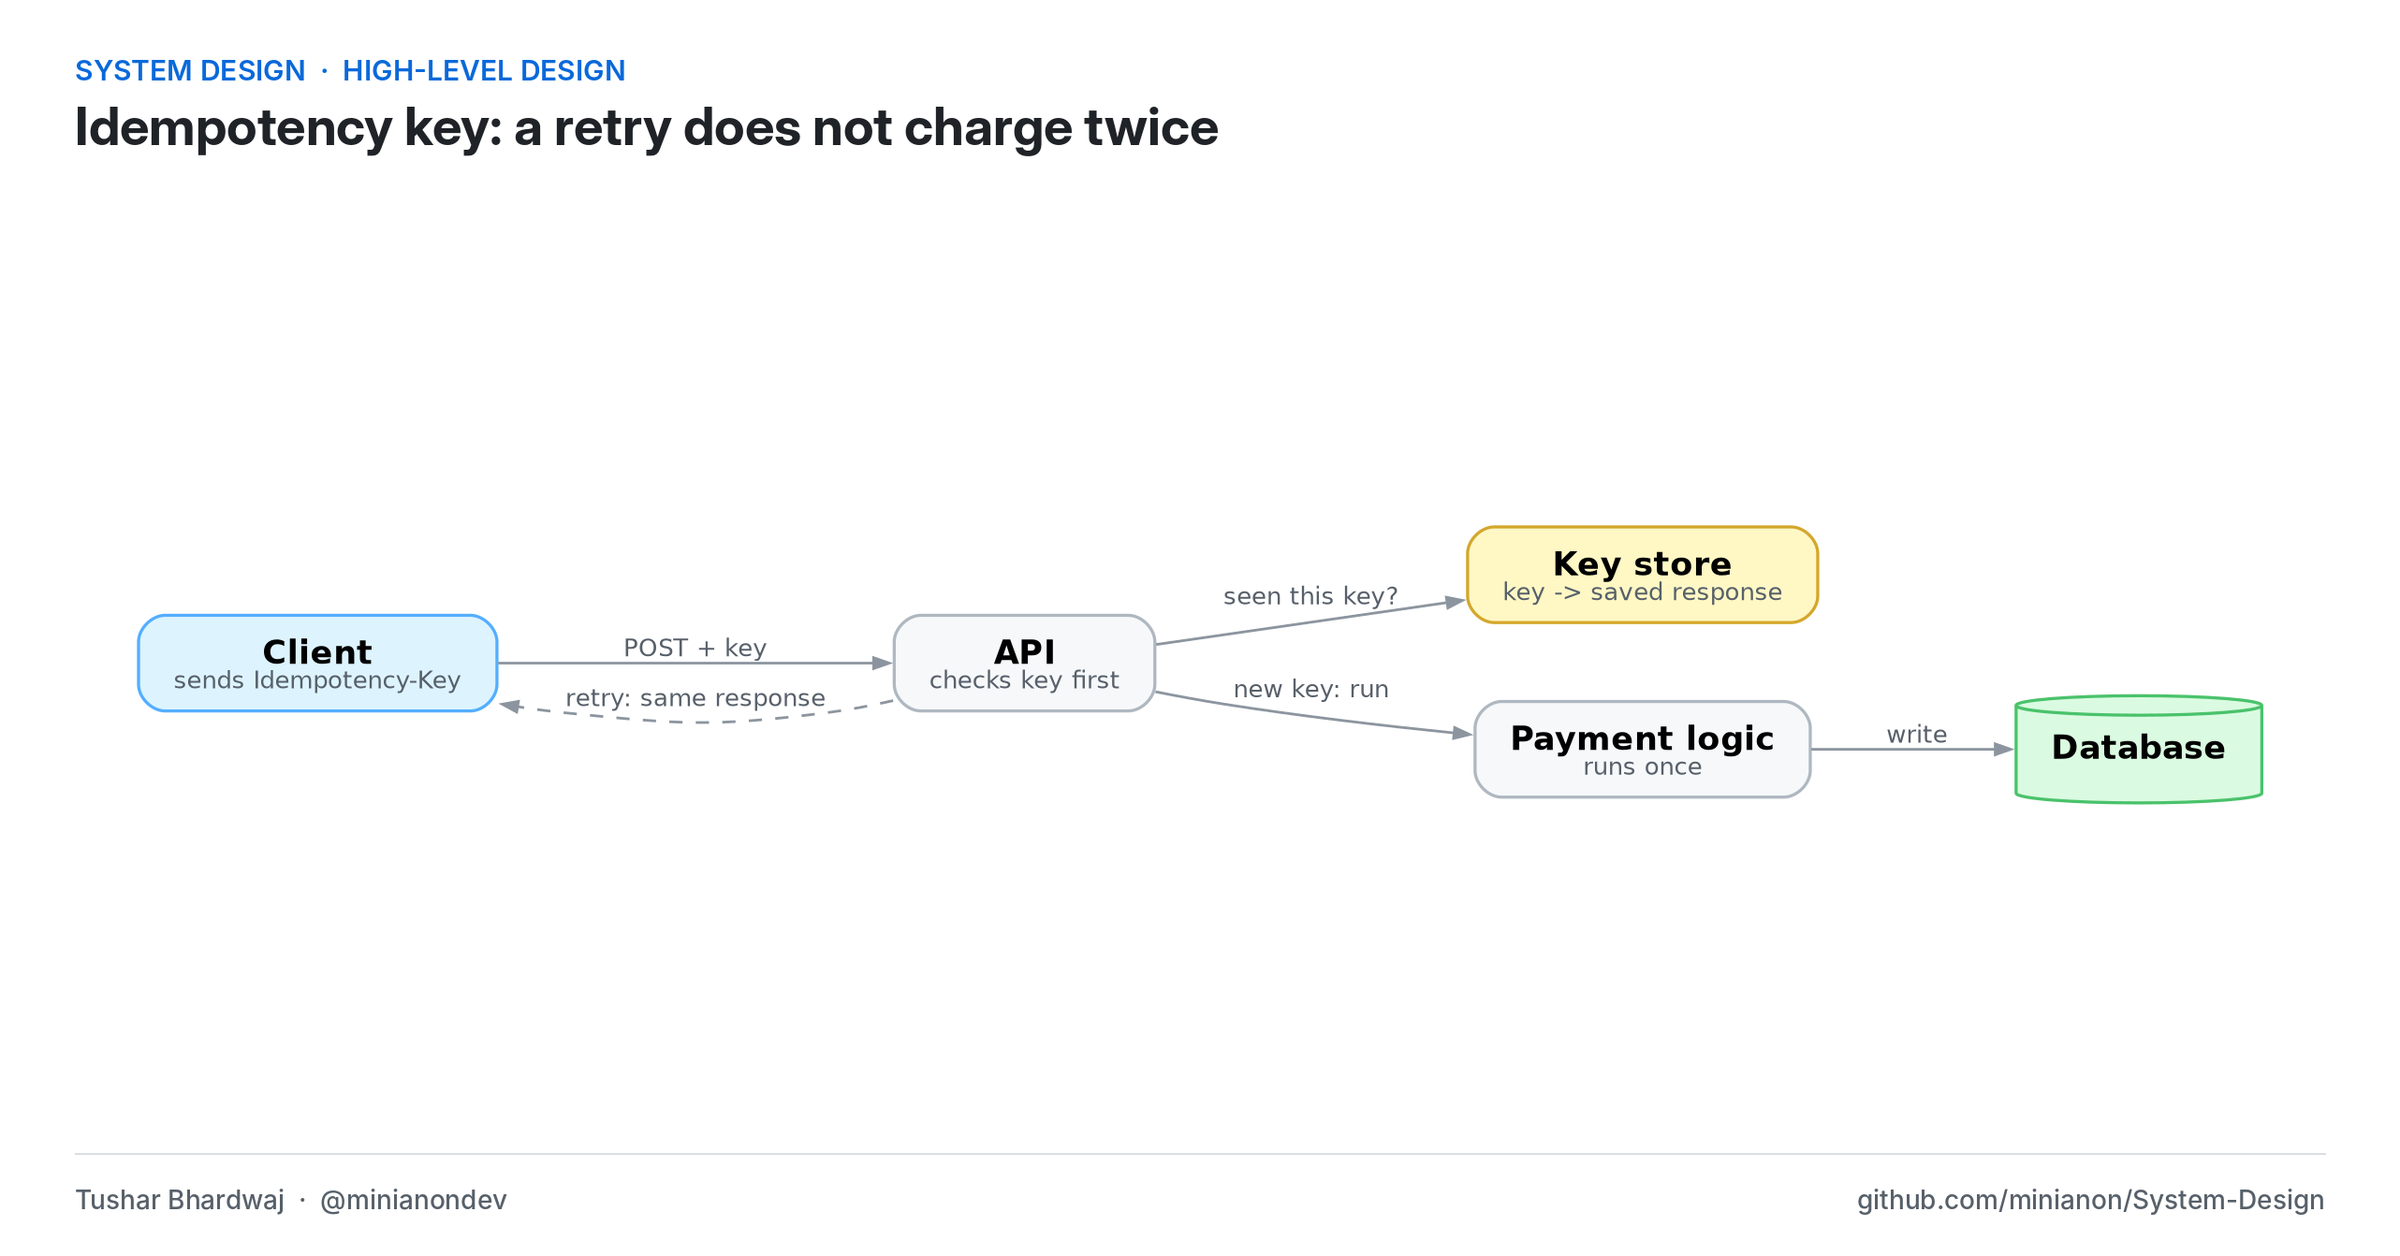 SYSTEM DESIGN · HIGH-LEVEL DESIGN
Idempotency key: a retry does not charge twice
Client
sends Idempotency-Key
POST + key
retry: same response
API
checks key first
seen this key?
new key: run
Key store
key -> saved response
Payment logic
runs once
write
Database
Tushar Bhardwaj · @minianondev
github.com/minianon/System-Design